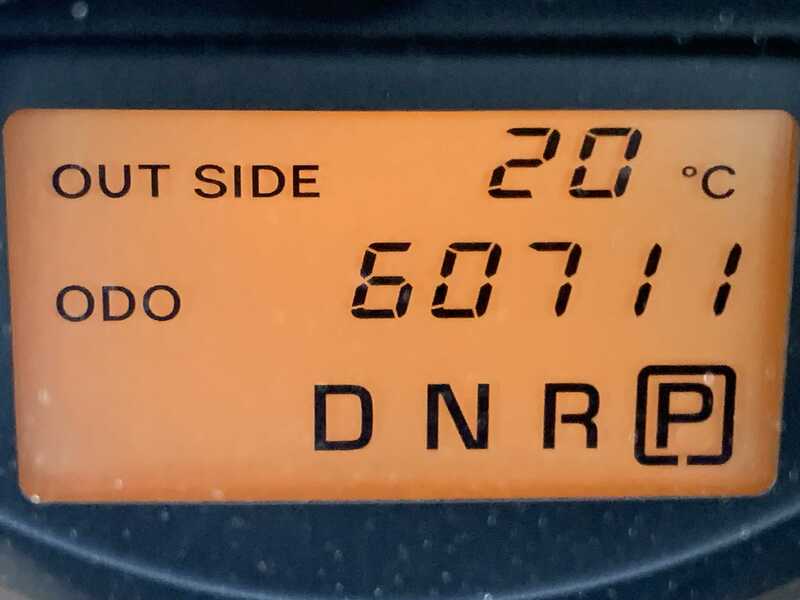 OUT SIDE 20 °C
ODO 60711
D N R P